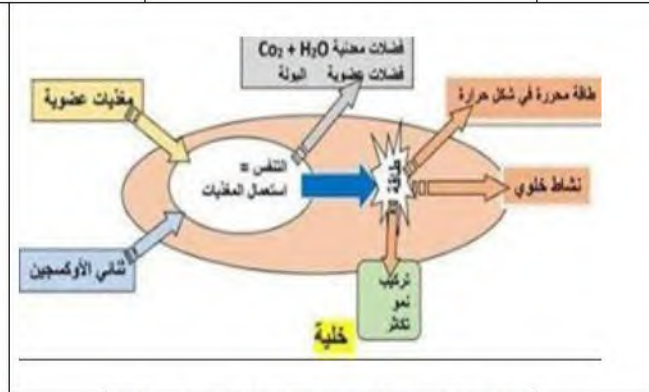 فضلات معدنية Co₂ + H₂O
فضلات عضوية البولة
مغذيات عضوية
طاقة محررة في شكل حرارة
التنفس =
استعمال المغذيات
طاقة
نشاط خلوي
ثنائي الأوكسجين
تركيب
نمو
تكاثر
خلية